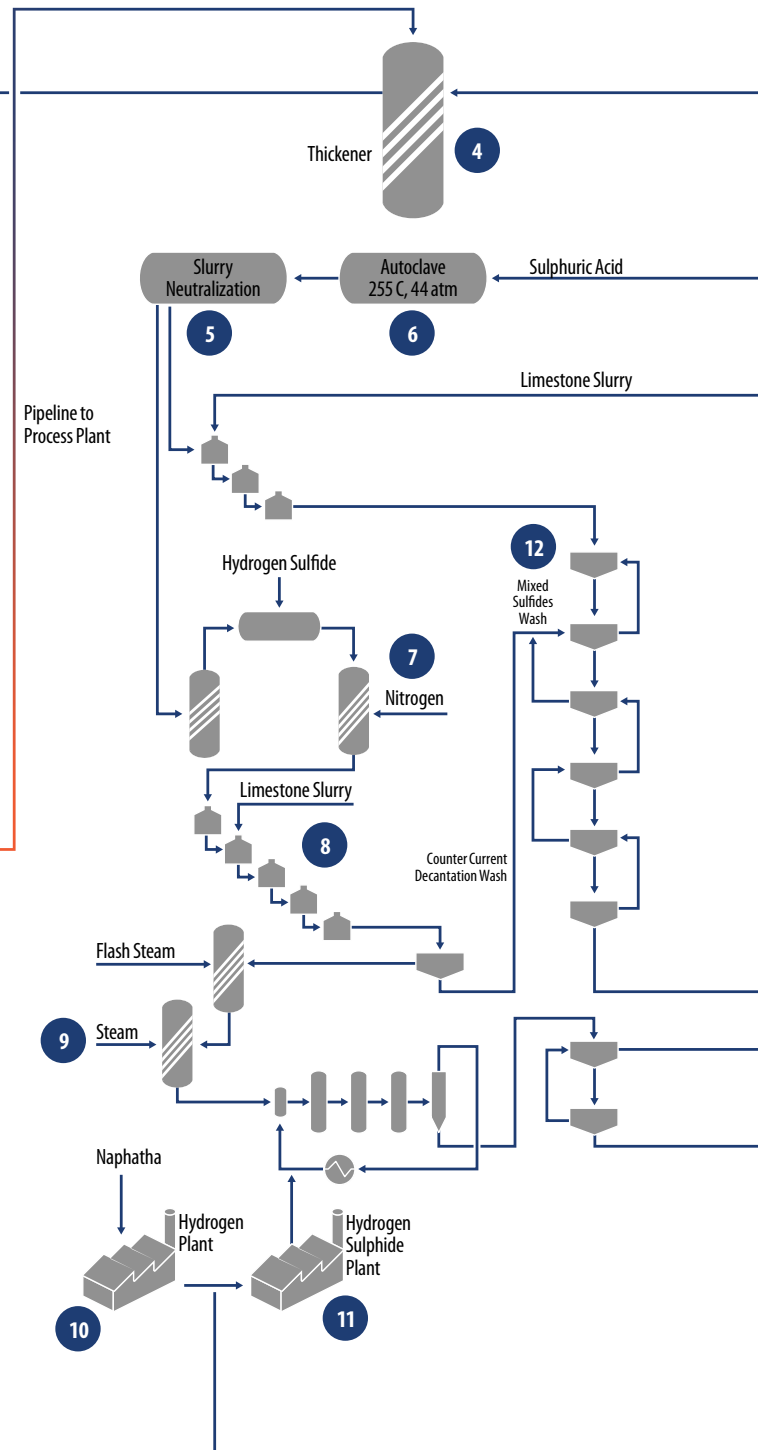 Thickener
4
Slurry
Neutralization
Autoclave
255 C, 44 atm
Sulphuric Acid
5
6
Limestone Slurry
Pipeline to
Process Plant
12
Hydrogen Sulfide
Mixed
Sulfides
Wash
7
Nitrogen
Limestone Slurry
8
Counter Current
Decantation Wash
Flash Steam
9
Steam
Naphatha
Hydrogen
Plant
Hydrogen
Sulphide
Plant
10
11